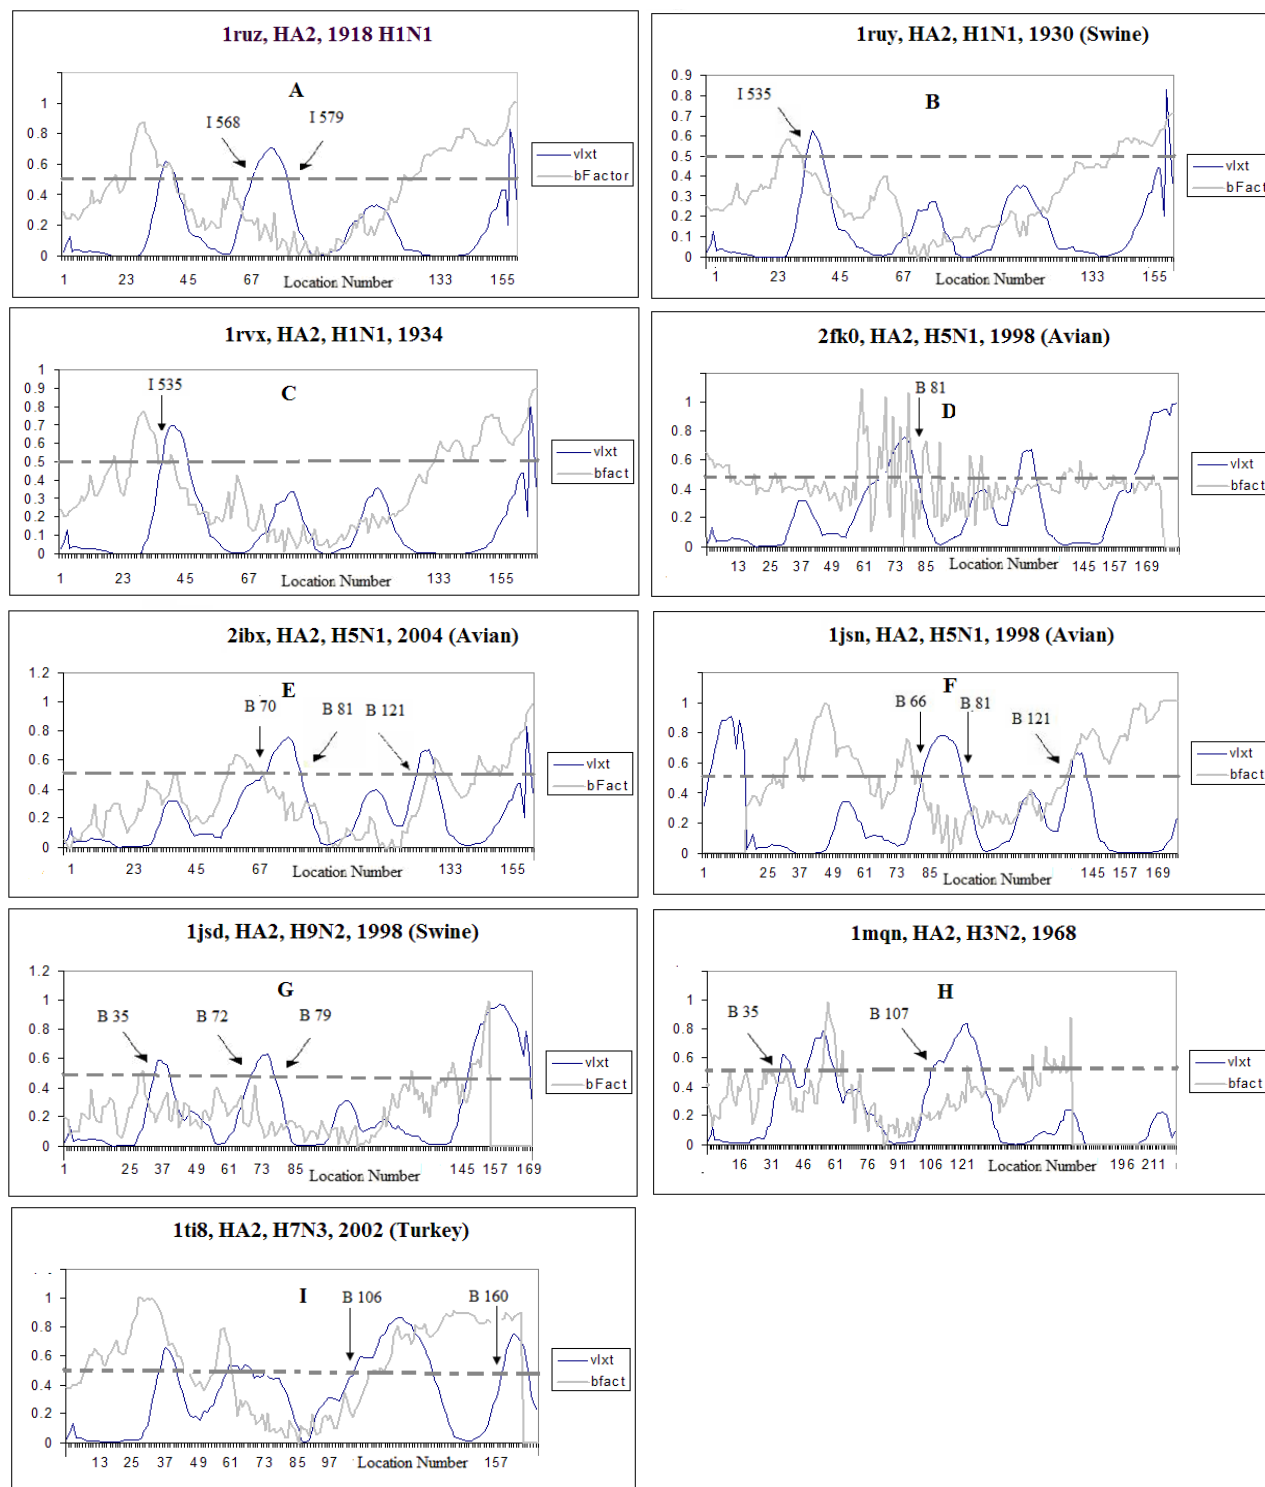 1ruz, HA2, 1918 H1N1
A
I 568
I 579
1
0.8
0.6
0.4
0.2
0
1 23 45 67 Location Number 133 155
vlxt
bFactor
1ruy, HA2, H1N1, 1930 (Swine)
B
I 535
0.9
0.8
0.7
0.6
0.5
0.4
0.3
0.2
0.1
0
1 23 45 67 Location Number 133 155
vlxt
bFact
1rvx, HA2, H1N1, 1934
C
I 535
1
0.9
0.8
0.7
0.6
0.5
0.4
0.3
0.2
0.1
0
1 23 45 67 Location Number 133 155
vlxt
bfact
2fk0, HA2, H5N1, 1998 (Avian)
B 81
D
1
0.8
0.6
0.4
0.2
0
13 25 37 49 61 73 85 Location Number 145 157 169
vlxt
bfact
2ibx, HA2, H5N1, 2004 (Avian)
E
B 70
B 81
B 121
1.2
1
0.8
0.6
0.4
0.2
0
1 23 45 67 Location Number 133 155
vlxt
bFact
1jsn, HA2, H5N1, 1998 (Avian)
F
B 66
B 81
B 121
1
0.8
0.6
0.4
0.2
0
1 25 37 49 61 73 85 Location Number 145 157 169
vlxt
bfact
1jsd, HA2, H9N2, 1998 (Swine)
G
B 35
B 72
B 79
1.2
1
0.8
0.6
0.4
0.2
0
1 25 37 49 61 73 85 Location Number 145 157 169
vlxt
bFact
1mqn, HA2, H3N2, 1968
H
B 35
B 107
1
0.8
0.6
0.4
0.2
0
16 31 46 61 76 91 106 121 Location Number 196 211
vlxt
bfact
1ti8, HA2, H7N3, 2002 (Turkey)
I
B 106
B 160
1
0.8
0.6
0.4
0.2
0
13 25 37 49 61 73 85 97 Location Number 157
vlxt
bfact